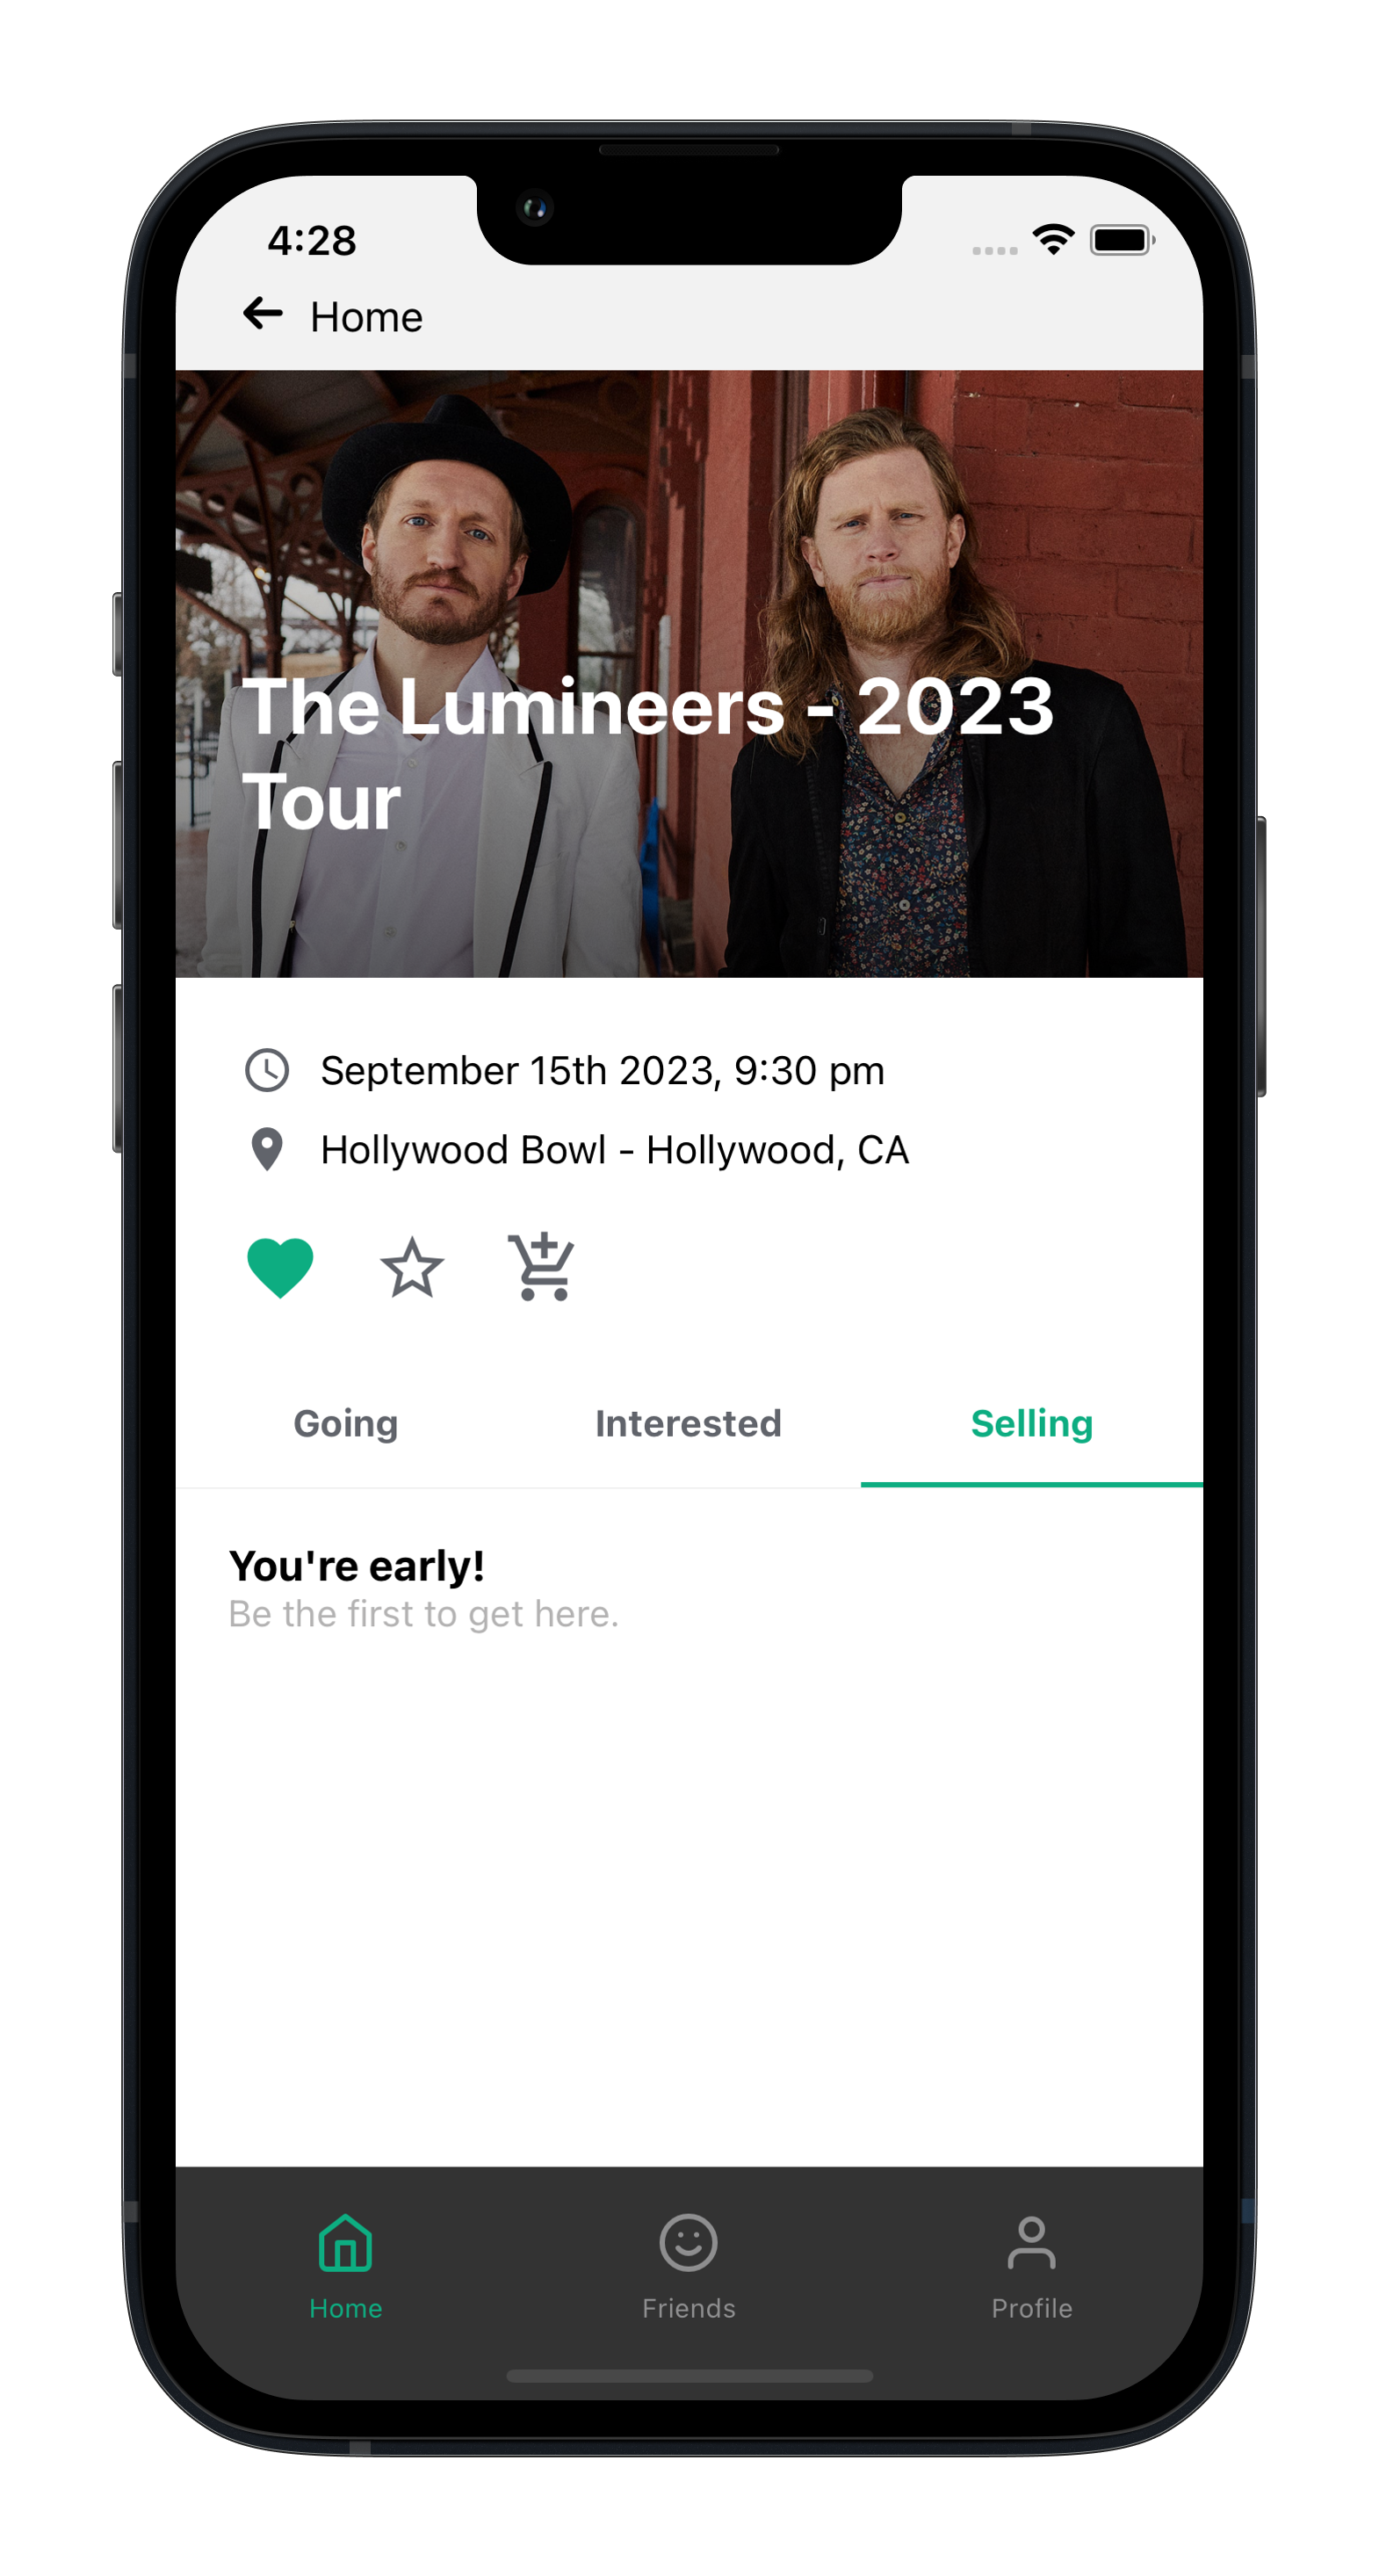 4:28
Home
The Lumineers - 2023
Tour
September 15th 2023, 9:30 pm
Hollywood Bowl - Hollywood, CA
Going Interested Selling
You're early!
Be the first to get here.
Home Friends Profile